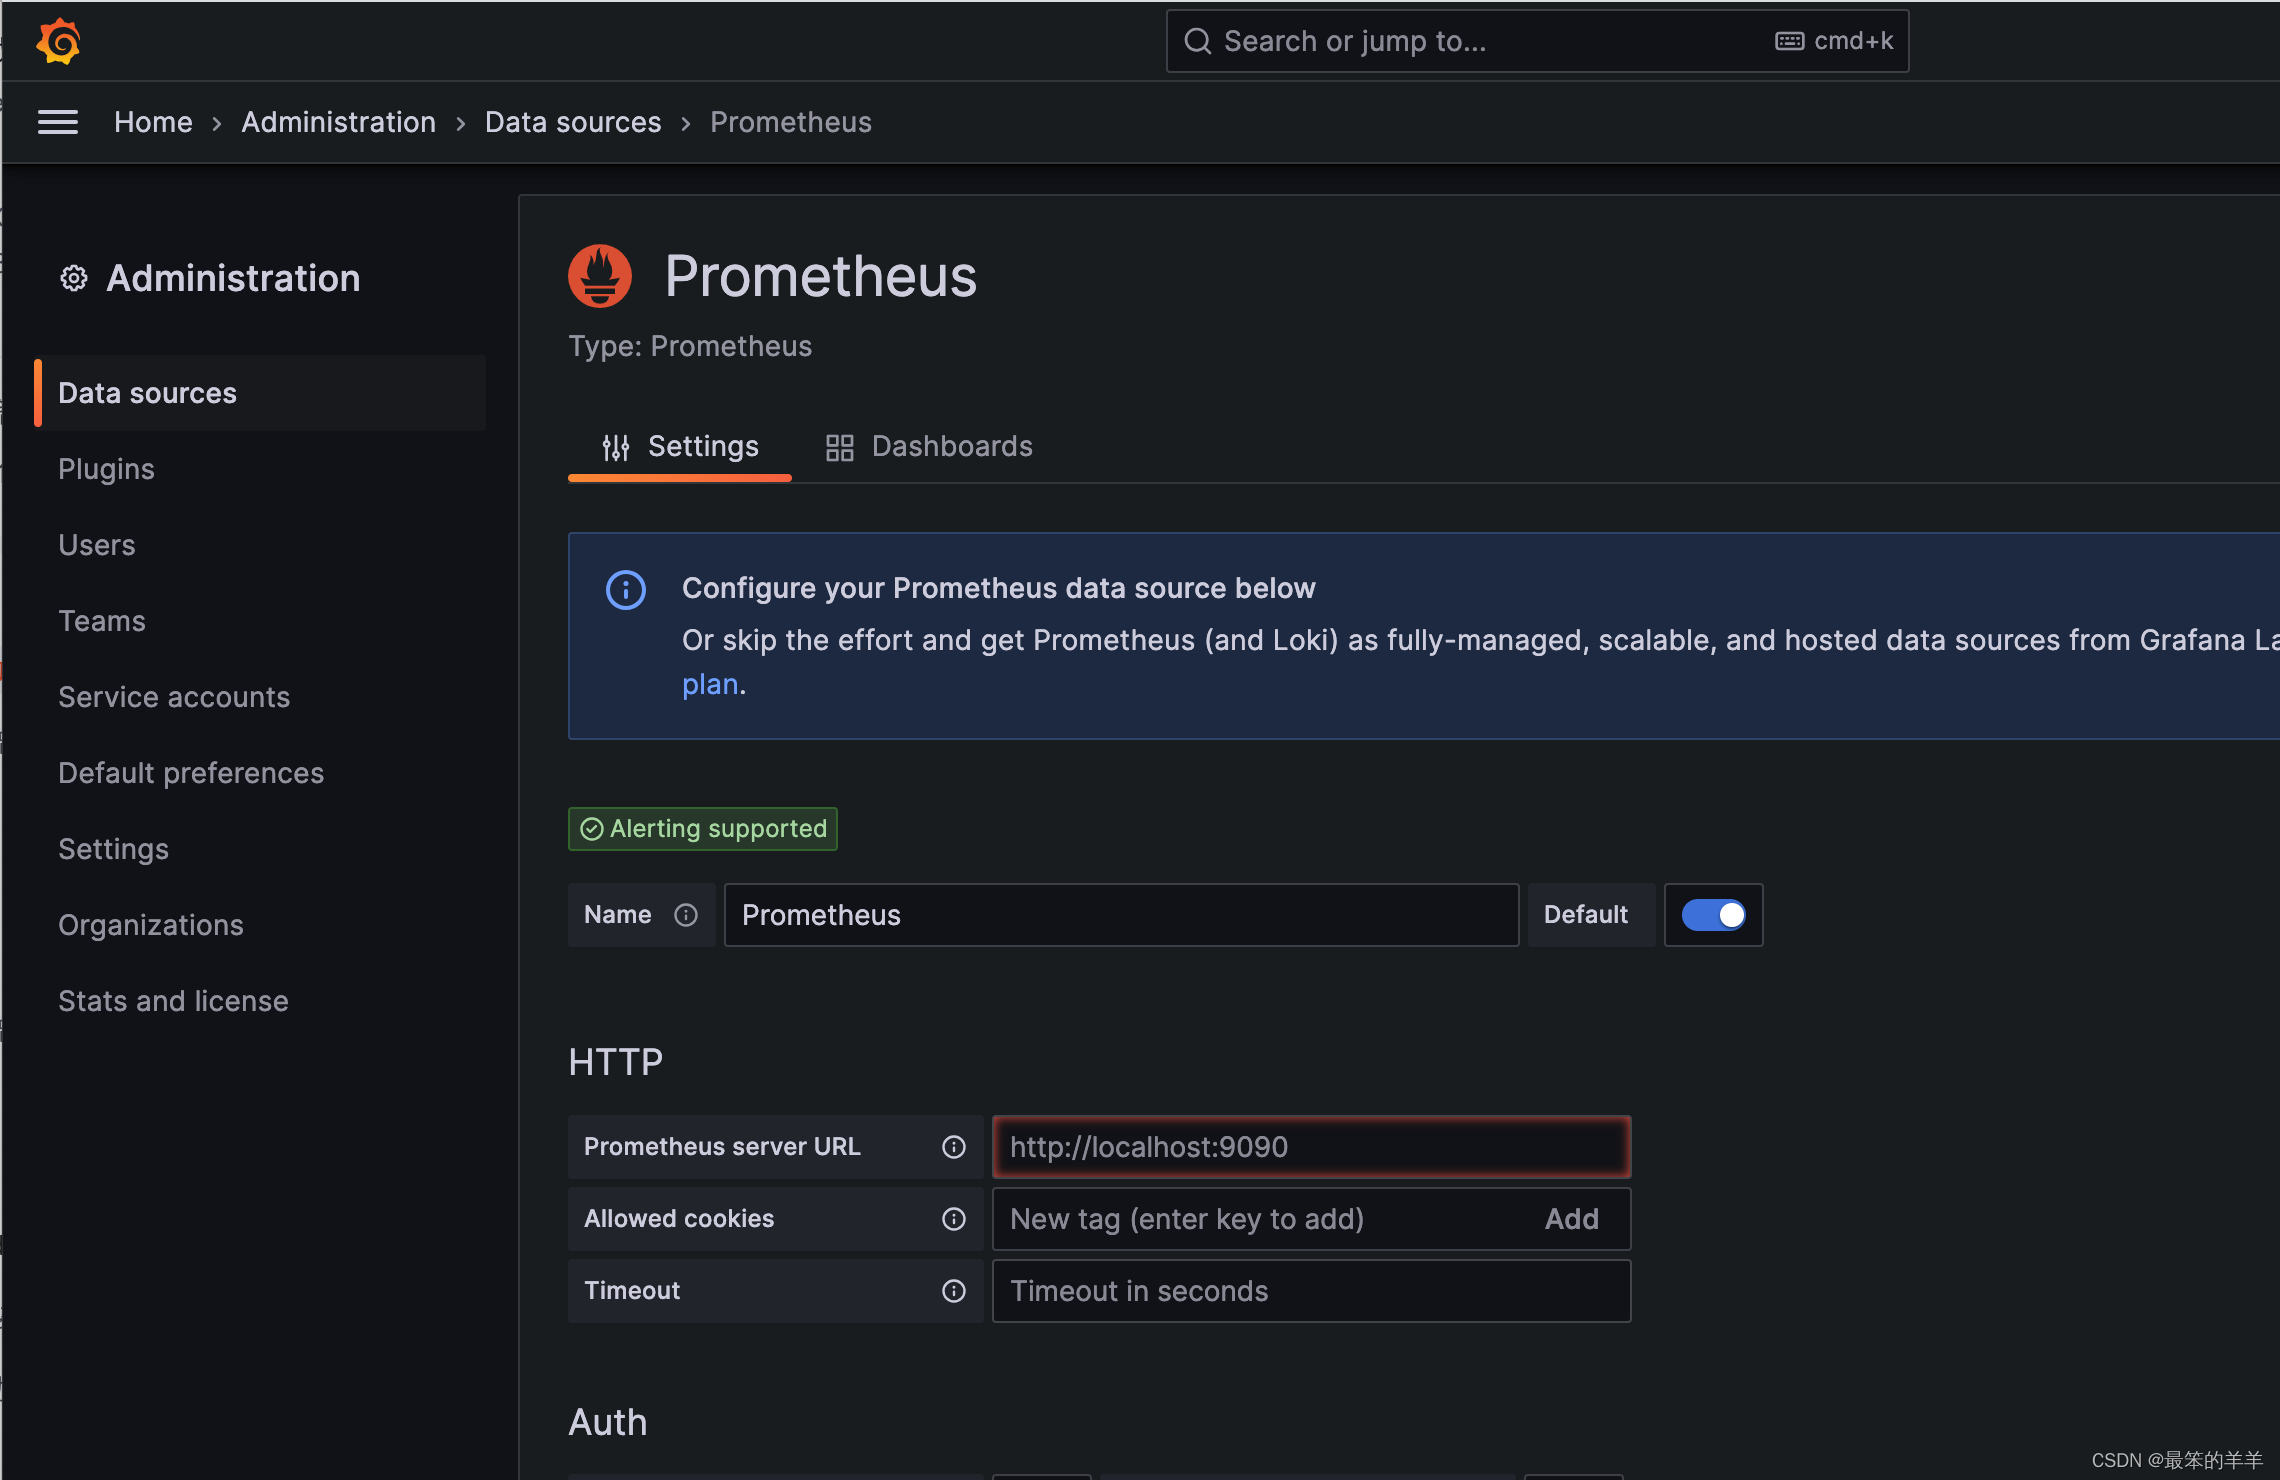 Search or jump to...
cmd+k
Home › Administration › Data sources › Prometheus
Administration
Data sources
Plugins
Users
Teams
Service accounts
Default preferences
Settings
Organizations
Stats and license
Prometheus
Type: Prometheus
Settings
Dashboards
Configure your Prometheus data source below
Or skip the effort and get Prometheus (and Loki) as fully-managed, scalable, and hosted data sources from Grafana La
plan.
Alerting supported
Name
Prometheus
Default
HTTP
Prometheus server URL
http://localhost:9090
Allowed cookies
New tag (enter key to add)
Add
Timeout
Timeout in seconds
Auth
CSDN @最笨的羊羊